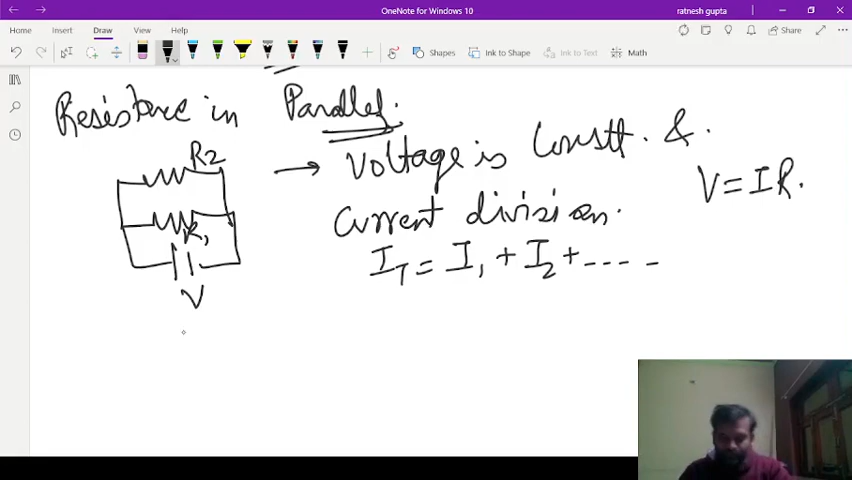 OneNote for Windows 10
ratnesh gupta
Home Insert Draw View Help
Share
Shapes Ink to Shape Ink to Text Math
Resistance in Parallel.
R2
→ Voltage is Constt. &
V = IR.
Current division.
R1
IT = I1 + I2 + -----
V